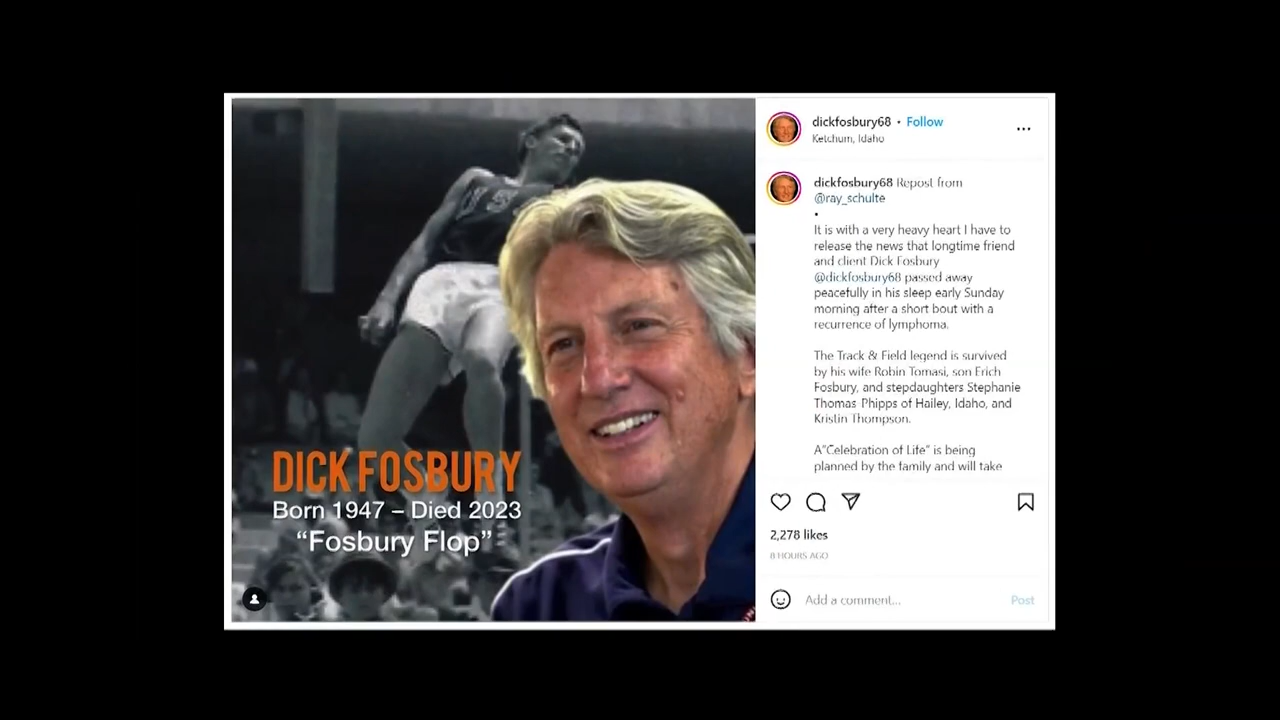 DICK FOSBURY
Born 1947 – Died 2023
“Fosbury Flop”
dickfosbury68 • Follow
Ketchum, Idaho
dickfosbury68 Repost from
@ray_schulte
•
It is with a very heavy heart I have to
release the news that longtime friend
and client Dick Fosbury
@dickfosbury68 passed away
peacefully in his sleep early Sunday
morning after a short bout with a
recurrence of lymphoma.
The Track & Field legend is survived
by his wife Robin Tomasi, son Erich
Fosbury, and stepdaughters Stephanie
Thomas Phipps of Hailey, Idaho, and
Kristin Thompson.
A“Celebration of Life” is being
planned by the family and will take
2,278 likes
8 HOURS AGO
Add a comment...
Post